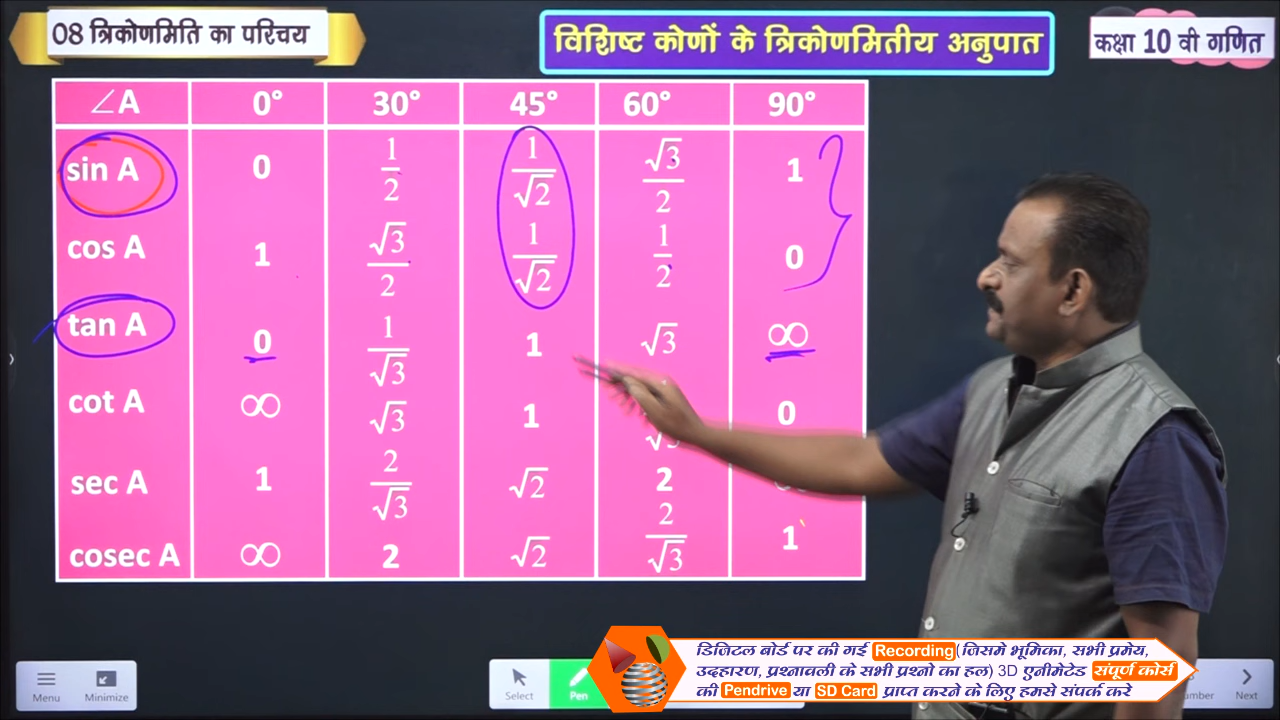 08 त्रिकोणमिति का परिचय
विशिष्ट कोणों के त्रिकोणमितीय अनुपात
कक्षा 10 वी गणित
∠A 0° 30° 45° 60° 90°
sin A 0 1/2 1/√2 √3/2 1
cos A 1 √3/2 1/√2 1/2 0
tan A 0 1/√3 1 √3 ∞
cot A ∞ √3 1 √3 0
sec A 1 2/√3 √2 2
cosec A ∞ 2 √2 2/√3 1
Menu Minimize Select Pen Next
डिजिटल बोर्ड पर की गई Recording (जिसमे भूमिका, सभी प्रमेय,
उदहारण, प्रश्नावली के सभी प्रश्नो का हल) 3D एनीमेटेड संपूर्ण कोर्स
की Pendrive या SD Card प्राप्त करने के लिए हमसे संपर्क करे